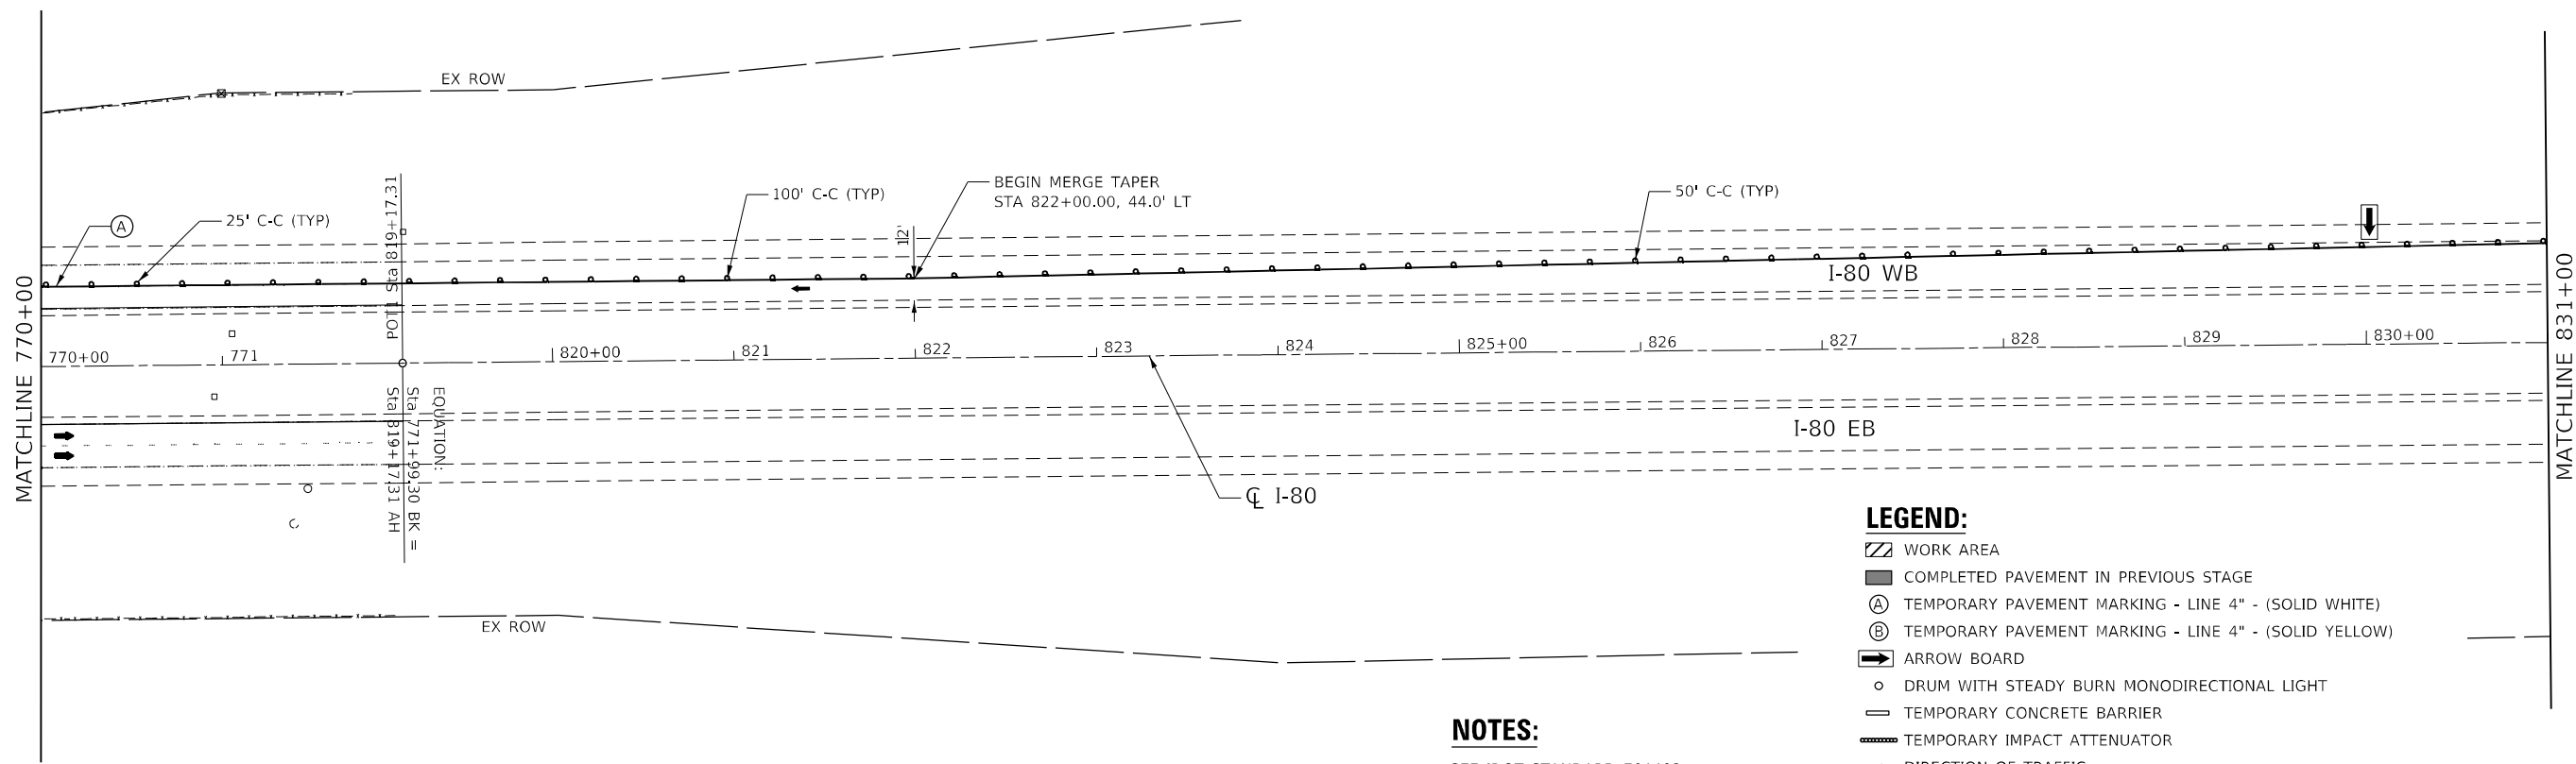 EX ROW
BEGIN MERGE TAPER
STA 822+00.00, 44.0' LT
100' C-C (TYP)
50' C-C (TYP)
25' C-C (TYP)
A
POT 1 Sta 819+17.31
12'
I-80 WB
MATCHLINE 770+00
MATCHLINE 831+00
770+00
771
820+00
821
822
823
824
825+00
826
827
828
829
830+00
EQUATION:
Sta 771+99.30 BK =
Sta 819+17.31 AH
I-80 EB
℄ I-80
EX ROW
LEGEND:
WORK AREA
COMPLETED PAVEMENT IN PREVIOUS STAGE
A TEMPORARY PAVEMENT MARKING - LINE 4" - (SOLID WHITE)
B TEMPORARY PAVEMENT MARKING - LINE 4" - (SOLID YELLOW)
ARROW BOARD
DRUM WITH STEADY BURN MONODIRECTIONAL LIGHT
TEMPORARY CONCRETE BARRIER
TEMPORARY IMPACT ATTENUATOR
DIRECTION OF TRAFFIC
NOTES: